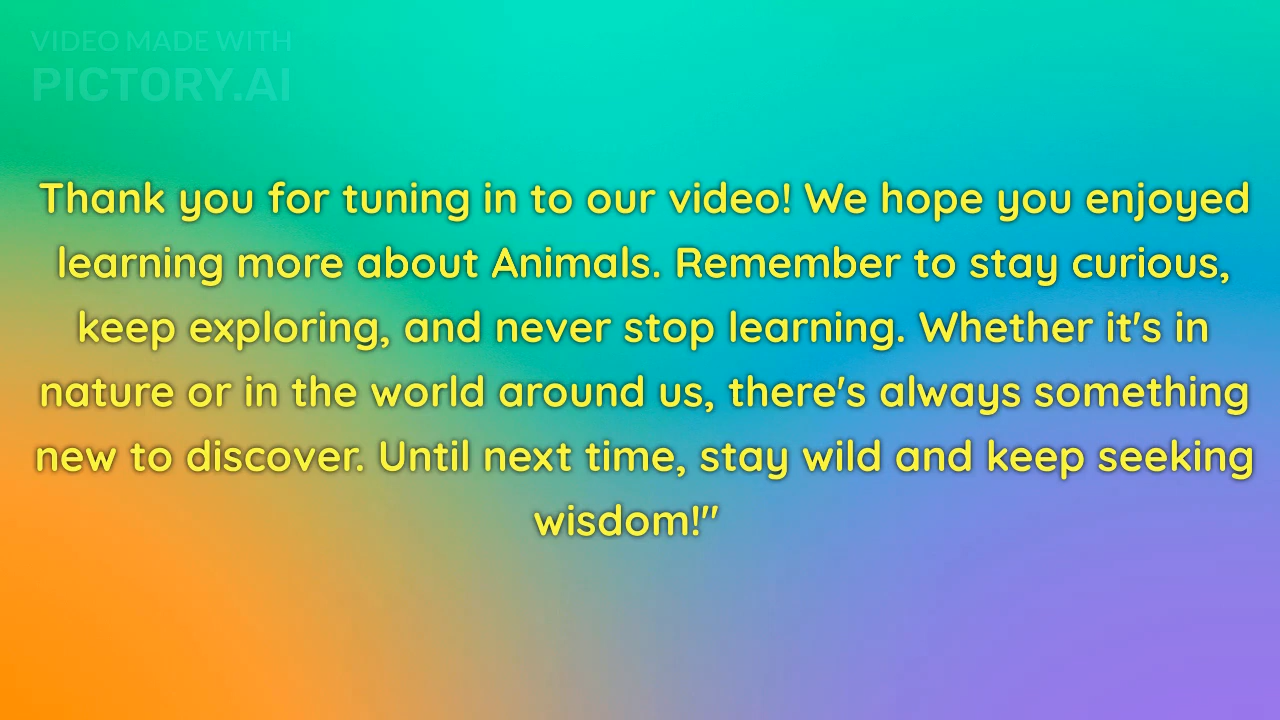 VIDEO MADE WITH
PICTORY.AI
Thank you for tuning in to our video! We hope you enjoyed
learning more about Animals. Remember to stay curious,
keep exploring, and never stop learning. Whether it's in
nature or in the world around us, there's always something
new to discover. Until next time, stay wild and keep seeking
wisdom!"